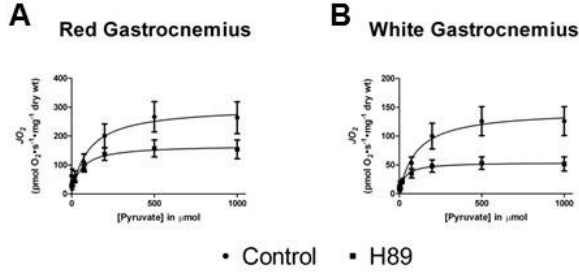 A Red Gastrocnemius
B White Gastrocnemius
400
300
200
100
0
JO2
(pmol O2•s-1•mg-1 dry wt)
0 500 1000
[Pyruvate] in μmol
150
100
50
0
JO2
(pmol O2•s-1•mg-1 dry wt)
0 500 1000
[Pyruvate] in μmol
Control H89